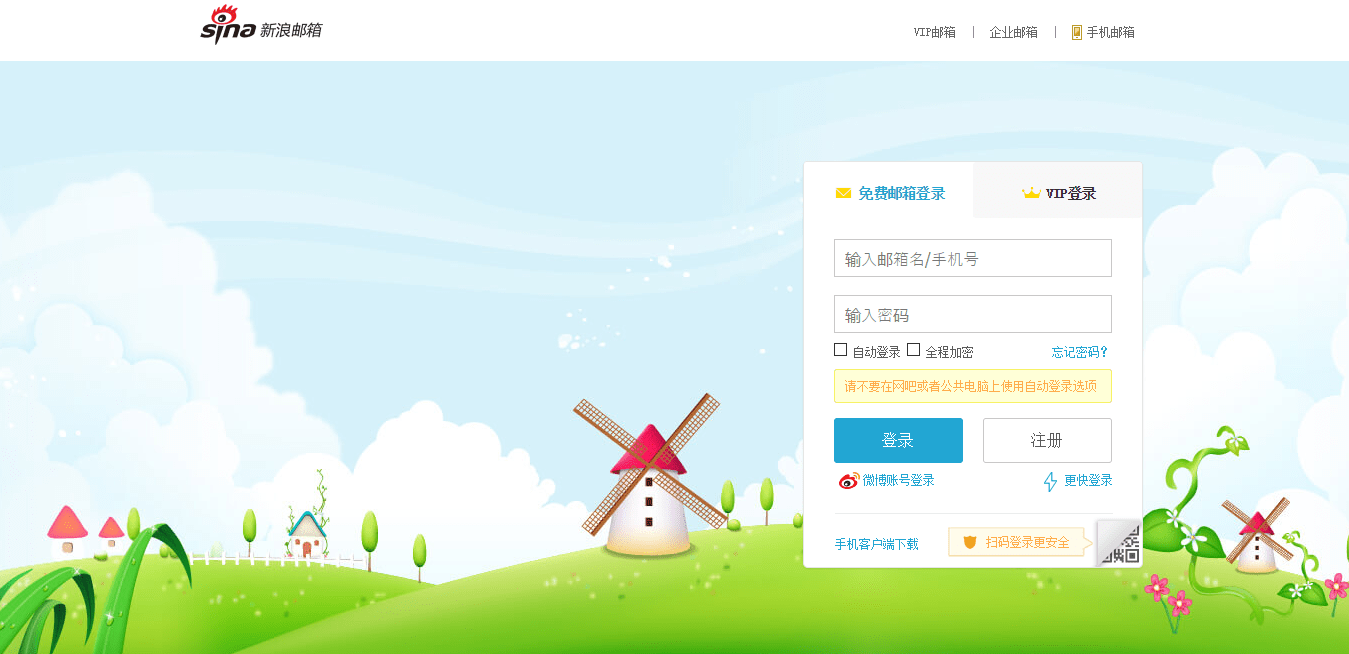 sina 新浪邮箱
VIP邮箱 | 企业邮箱 | 手机邮箱
免费邮箱登录 VIP登录
输入邮箱名/手机号
输入密码
自动登录 全程加密 忘记密码?
请不要在网吧或者公共电脑上使用自动登录选项
登录 注册
微博账号登录 更快登录
手机客户端下载 扫码登录更安全